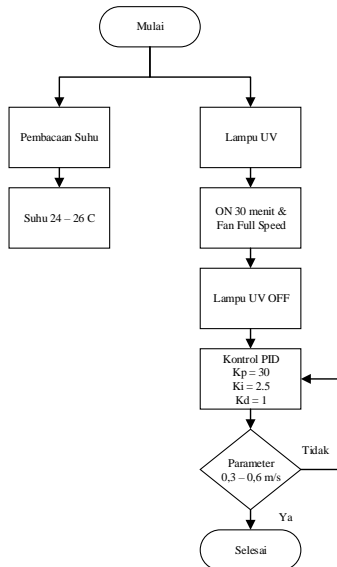 Mulai
Pembacaan Suhu
Lampu UV
Suhu 24 – 26 C
ON 30 menit &
Fan Full Speed
Lampu UV OFF
Kontrol PID
Kp = 30
Ki = 2.5
Kd = 1
Parameter
0,3 – 0,6 m/s
Tidak
Ya
Selesai